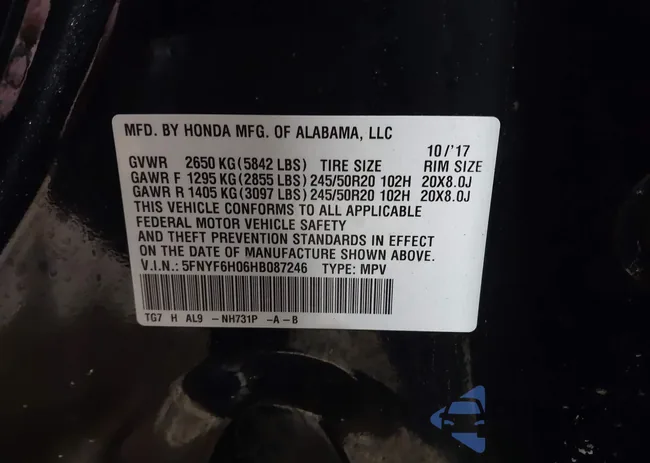 MFD. BY HONDA MFG. OF ALABAMA, LLC
10/'17
GVWR 2650 KG(5842 LBS) TIRE SIZE RIM SIZE
GAWR F 1295 KG(2855 LBS) 245/50R20 102H 20X8.0J
GAWR R 1405 KG(3097 LBS) 245/50R20 102H 20X8.0J
THIS VEHICLE CONFORMS TO ALL APPLICABLE
FEDERAL MOTOR VEHICLE SAFETY
AND THEFT PREVENTION STANDARDS IN EFFECT
ON THE DATE OF MANUFACTURE SHOWN ABOVE.
V.I.N.: 5FNYF6H06HB087246 TYPE: MPV
TG7 H AL9 -NH731P -A-B